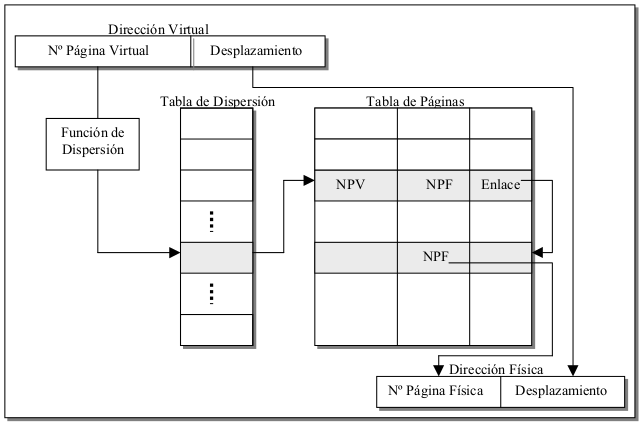 Dirección Virtual
Nº Página Virtual Desplazamiento
Tabla de Dispersión Tabla de Páginas
Función de
Dispersión
NPV NPF Enlace
NPF
Dirección Física
Nº Página Física Desplazamiento